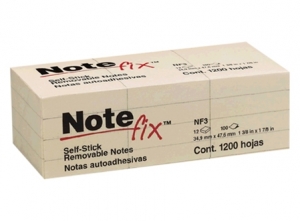 Note
fix™
Self-Stick
Removable Notes
Notas autoadhesivas
NF3
12 100
34,9 mm x 47,6 mm 1 3/8 in x 1 7/8 in
Cont. 1200 hojas